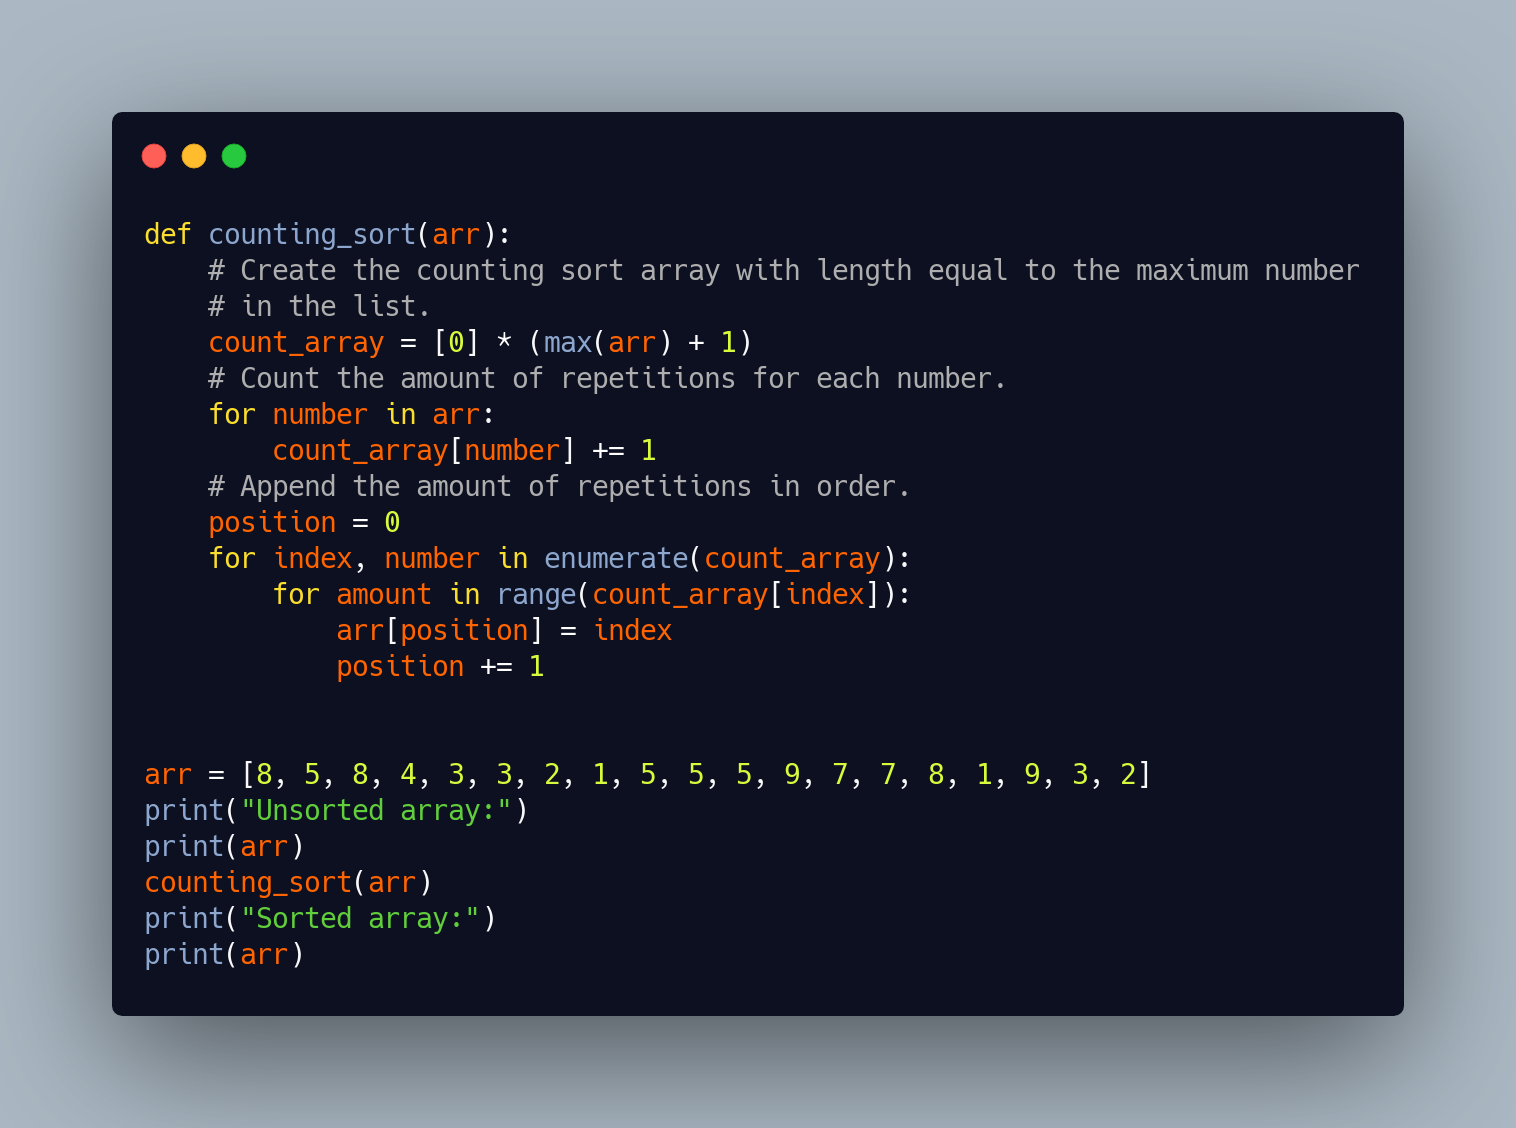 def counting_sort(arr):
    # Create the counting sort array with length equal to the maximum number
    # in the list.
    count_array = [0] * (max(arr) + 1)
    # Count the amount of repetitions for each number.
    for number in arr:
        count_array[number] += 1
    # Append the amount of repetitions in order.
    position = 0
    for index, number in enumerate(count_array):
        for amount in range(count_array[index]):
            arr[position] = index
            position += 1


arr = [8, 5, 8, 4, 3, 3, 2, 1, 5, 5, 5, 9, 7, 7, 8, 1, 9, 3, 2]
print("Unsorted array:")
print(arr)
counting_sort(arr)
print("Sorted array:")
print(arr)